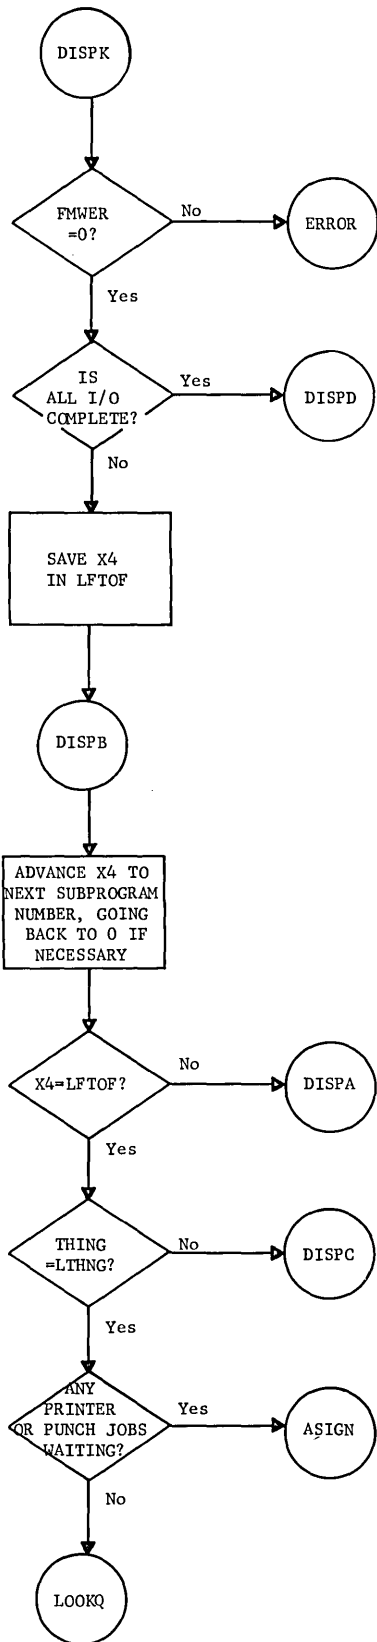 DISPK
FMWER
=0?
No
ERROR
Yes
IS
ALL I/O
COMPLETE?
Yes
DISPD
No
SAVE X4
IN LFTOF
DISPB
ADVANCE X4 TO
NEXT SUBPROGRAM
NUMBER, GOING
BACK TO 0 IF
NECESSARY
X4=LFTOF?
No
DISPA
Yes
THING
=LTHNG?
No
DISPC
Yes
ANY
PRINTER
OR PUNCH JOBS
WAITING?
Yes
ASIGN
No
LOOKQ